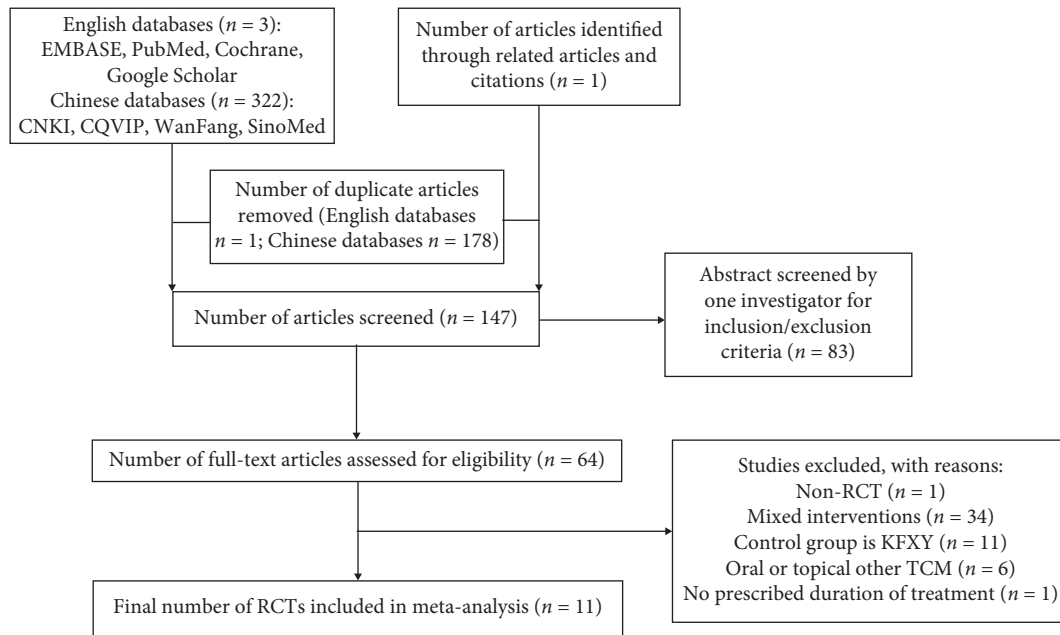 English databases (n = 3):
EMBASE, PubMed, Cochrane,
Google Scholar
Chinese databases (n = 322):
CNKI, CQVIP, WanFang, SinoMed
Number of articles identified
through related articles and
citations (n = 1)
Number of duplicate articles
removed (English databases
n = 1; Chinese databases n = 178)
Number of articles screened (n = 147)
Abstract screened by
one investigator for
inclusion/exclusion
criteria (n = 83)
Number of full-text articles assessed for eligibility (n = 64)
Studies excluded, with reasons:
Non-RCT (n = 1)
Mixed interventions (n = 34)
Control group is KFXY (n = 11)
Oral or topical other TCM (n = 6)
No prescribed duration of treatment (n = 1)
Final number of RCTs included in meta-analysis (n = 11)